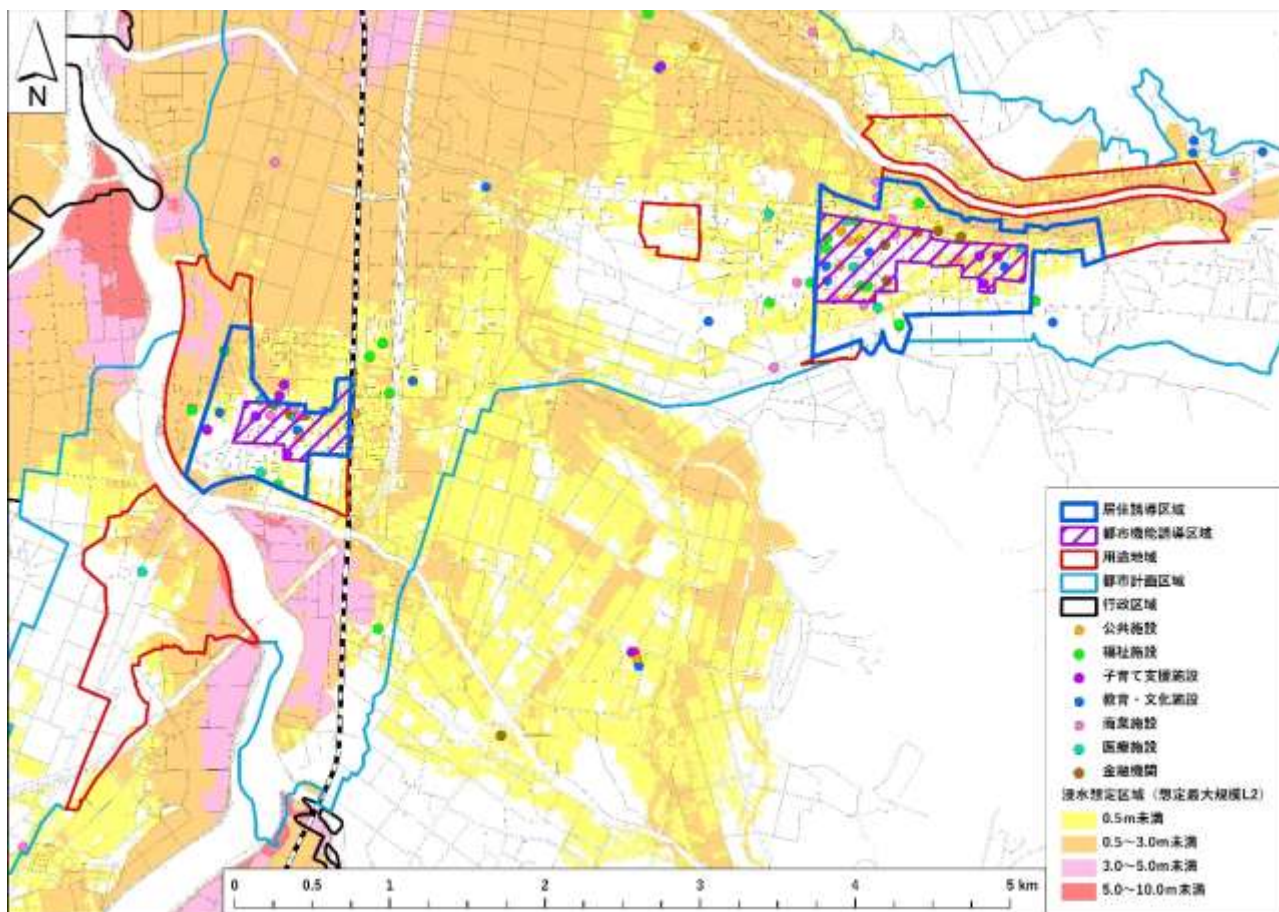 N
居住誘導区域
都市機能誘導区域
用途地域
都市計画区域
行政区域
公共施設
福祉施設
子育て支援施設
教育・文化施設
商業施設
医療施設
金融機関
浸水想定区域（想定最大規模L2）
0.5m未満
0.5～3.0m未満
3.0～5.0m未満
5.0～10.0m未満
0 0.5 1 2 3 4 5 km